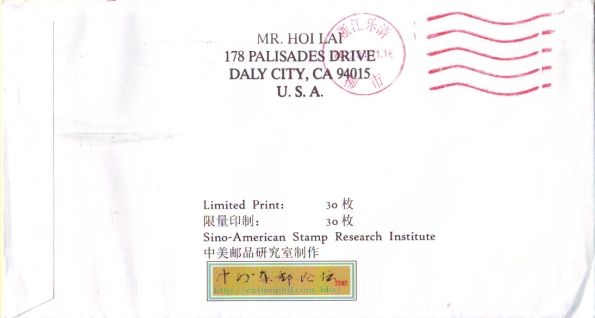 MR. HOI LAI
178 PALISADES DRIVE
DALY CITY, CA 94015
U. S. A.
浙江乐清
柳市
Limited Print: 30 枚
限量印制: 30 枚
Sino-American Stamp Research Institute
中美邮品研究室制作